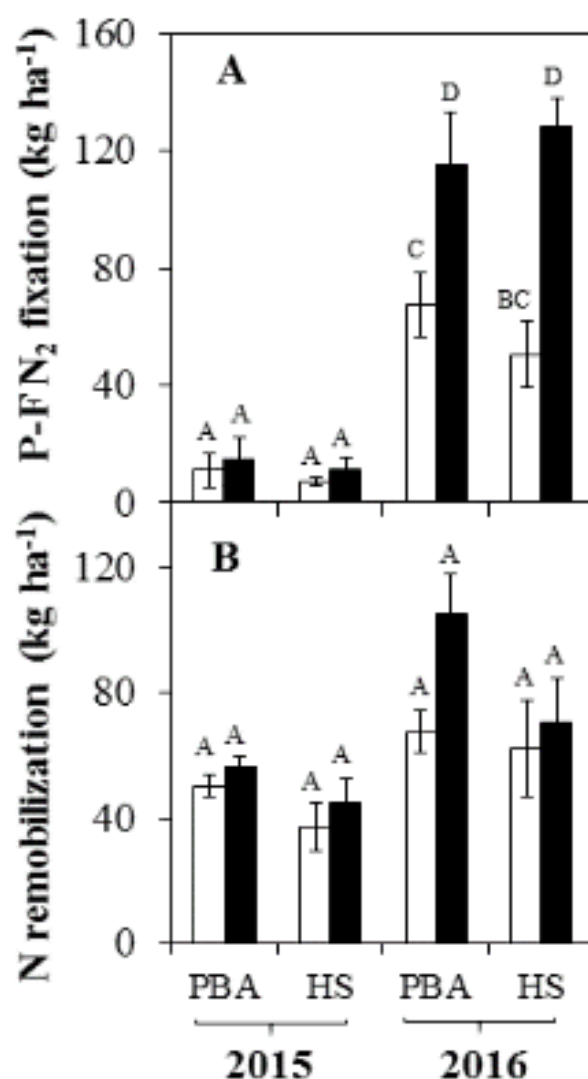 P-FN₂ fixation (kg ha⁻¹)
160
120
80
40
0
A
A
A
A
A
C
D
BC
D
N remobilization (kg ha⁻¹)
120
80
40
0
B
A
A
A
A
A
A
A
A
PBA HS PBA HS
2015 2016